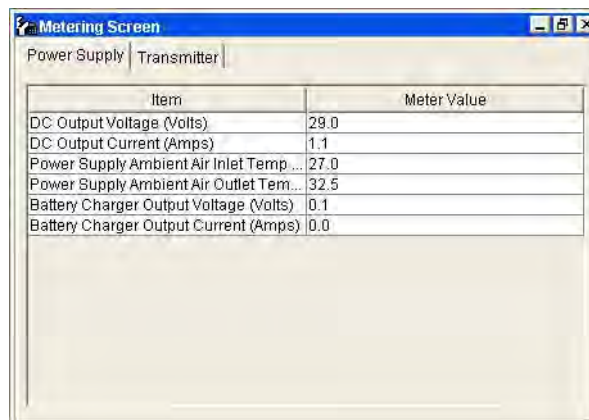 Metering Screen
Power Supply Transmitter
Item Meter Value
DC Output Voltage (Volts) 29.0
DC Output Current (Amps) 1.1
Power Supply Ambient Air Inlet Temp ... 27.0
Power Supply Ambient Air Outlet Tem... 32.5
Battery Charger Output Voltage (Volts) 0.1
Battery Charger Output Current (Amps) 0.0